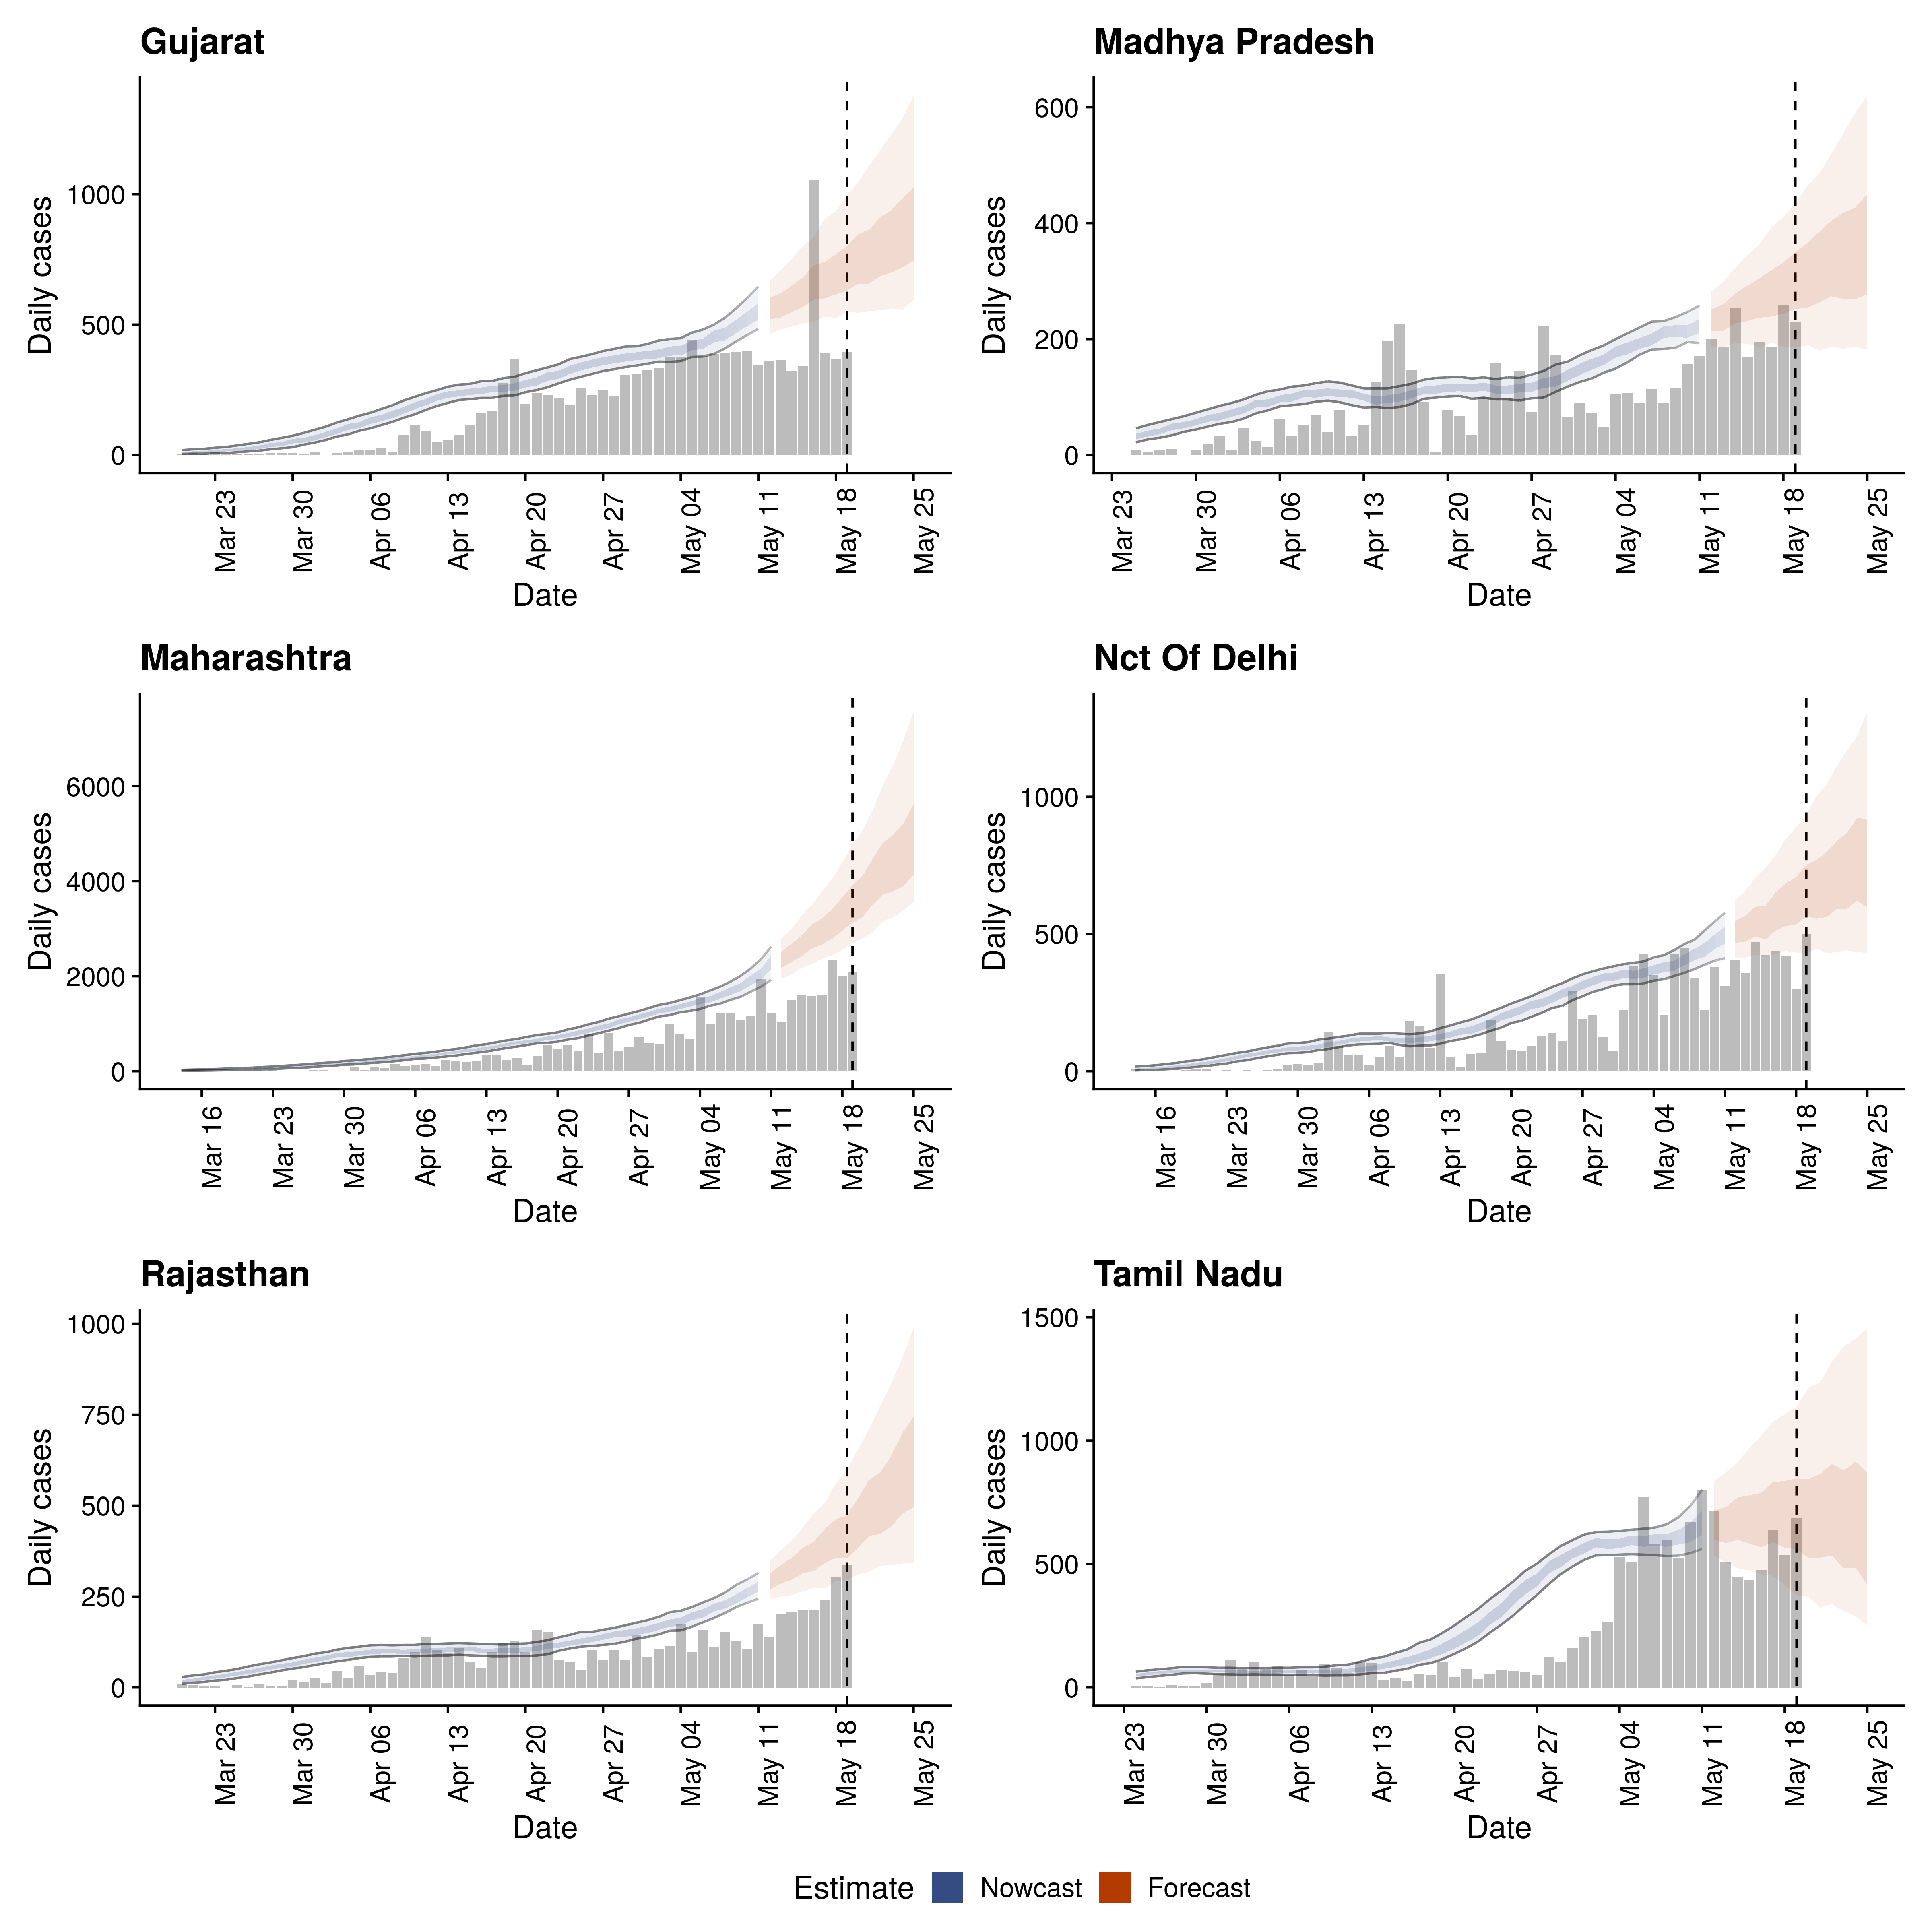 Gujarat
Daily cases
1000
500
0
Mar 23
Mar 30
Apr 06
Apr 13
Apr 20
Apr 27
May 04
May 11
May 18
May 25
Date
Madhya Pradesh
Daily cases
600
400
200
0
Mar 23
Mar 30
Apr 06
Apr 13
Apr 20
Apr 27
May 04
May 11
May 18
May 25
Date
Maharashtra
Daily cases
6000
4000
2000
0
Mar 16
Mar 23
Mar 30
Apr 06
Apr 13
Apr 20
Apr 27
May 04
May 11
May 18
May 25
Date
Nct Of Delhi
Daily cases
1000
500
0
Mar 16
Mar 23
Mar 30
Apr 06
Apr 13
Apr 20
Apr 27
May 04
May 11
May 18
May 25
Date
Rajasthan
Daily cases
1000
750
500
250
0
Mar 23
Mar 30
Apr 06
Apr 13
Apr 20
Apr 27
May 04
May 11
May 18
May 25
Date
Tamil Nadu
Daily cases
1500
1000
500
0
Mar 23
Mar 30
Apr 06
Apr 13
Apr 20
Apr 27
May 04
May 11
May 18
May 25
Date
Estimate Nowcast Forecast